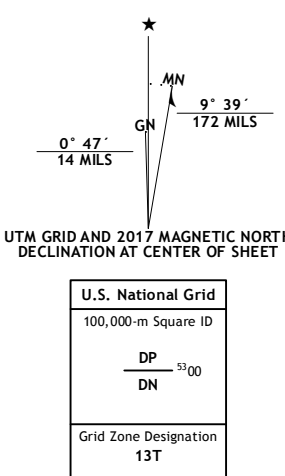 ★
MN
GN
9° 39´
172 MILS
0° 47´
14 MILS
UTM GRID AND 2017 MAGNETIC NORTH
DECLINATION AT CENTER OF SHEET
U.S. National Grid
100,000-m Square ID
DP
5300
DN
Grid Zone Designation
13T